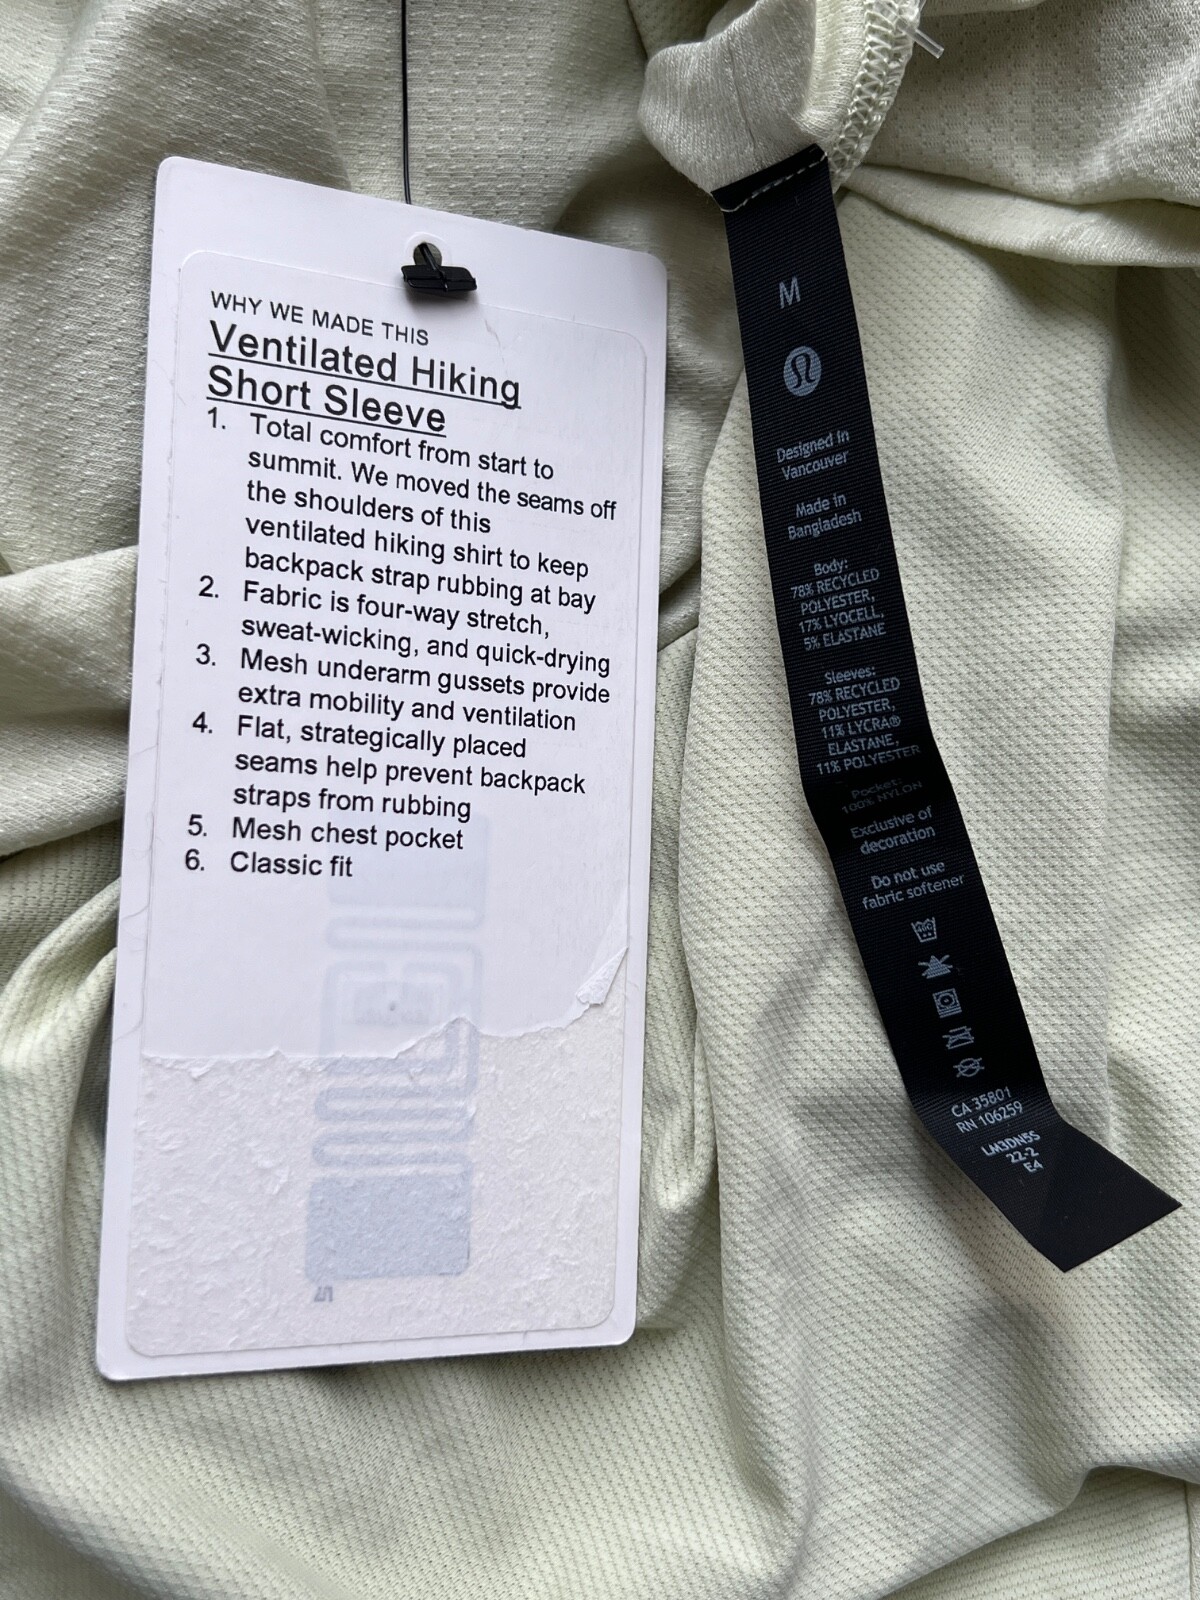 WHY WE MADE THIS
Ventilated Hiking
Short Sleeve
1. Total comfort from start to
summit. We moved the seams off
the shoulders of this
ventilated hiking shirt to keep
backpack strap rubbing at bay
2. Fabric is four-way stretch,
sweat-wicking, and quick-drying
3. Mesh underarm gussets provide
extra mobility and ventilation
4. Flat, strategically placed
seams help prevent backpack
straps from rubbing
5. Mesh chest pocket
6. Classic fit
M
Designed in
Vancouver
Made in
Bangladesh
Body:
78% RECYCLED
POLYESTER,
17% LYOCELL,
5% ELASTANE
Sleeves:
78% RECYCLED
POLYESTER,
11% LYCRA®
ELASTANE,
11% POLYESTER
Pocket:
100% NYLON
Exclusive of
decoration
Do not use
fabric softener
CA 35801
RN 106259
LM3DN5S
22-2
E4